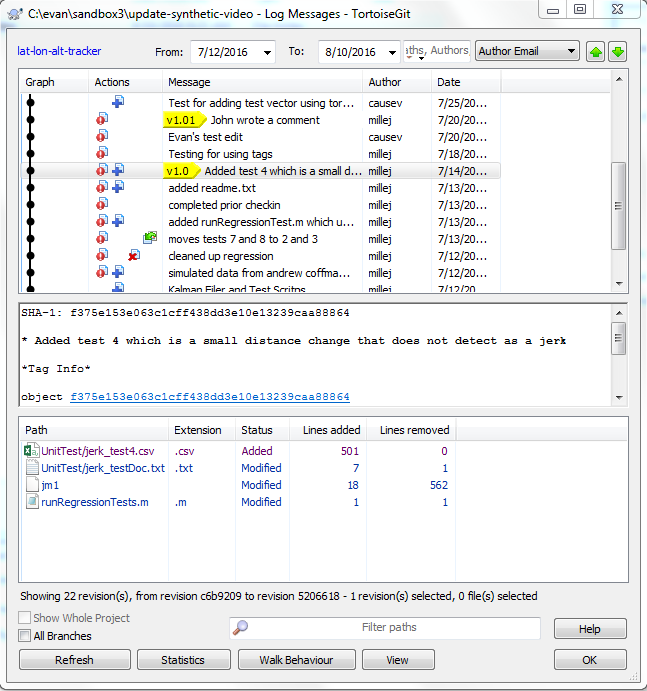 C:\evan\sandbox3\update-synthetic-video - Log Messages - TortoiseGit
lat-lon-alt-tracker From: 7/12/2016 To: 8/10/2016 aths, Authors, Author Email
Graph Actions Message Author Date
Test for adding test vector using tor... causev 7/25/20...
v1.01 John wrote a comment millej 7/20/20...
Evan's test edit causev 7/20/20...
Testing for using tags millej 7/18/20...
v1.0 Added test 4 which is a small d... millej 7/14/20...
added readme.txt millej 7/13/20...
completed prior checkin millej 7/13/20...
added runRegressionTest.m which u... millej 7/13/20...
moves tests 7 and 8 to 2 and 3 millej 7/13/20...
cleaned up regression millej 7/12/20...
simulated data from andrew coffma... millej 7/12/20...
Kalman Filer and Test Scritps millej 7/12/20...
SHA-1: f375e153e063c1cff438dd3e10e13239caa88864
* Added test 4 which is a small distance change that does not detect as a jerk
*Tag Info*
object f375e153e063c1cff438dd3e10e13239caa88864
Path Extension Status Lines added Lines removed
UnitTest/jerk_test4.csv .csv Added 501 0
UnitTest/jerk_testDoc.txt .txt Modified 7 1
jm1 Modified 18 562
runRegressionTests.m .m Modified 1 1
Showing 22 revision(s), from revision c6b9209 to revision 5206618 - 1 revision(s) selected, 0 file(s) selected
Show Whole Project
All Branches
Filter paths
Help
Refresh Statistics Walk Behaviour View OK